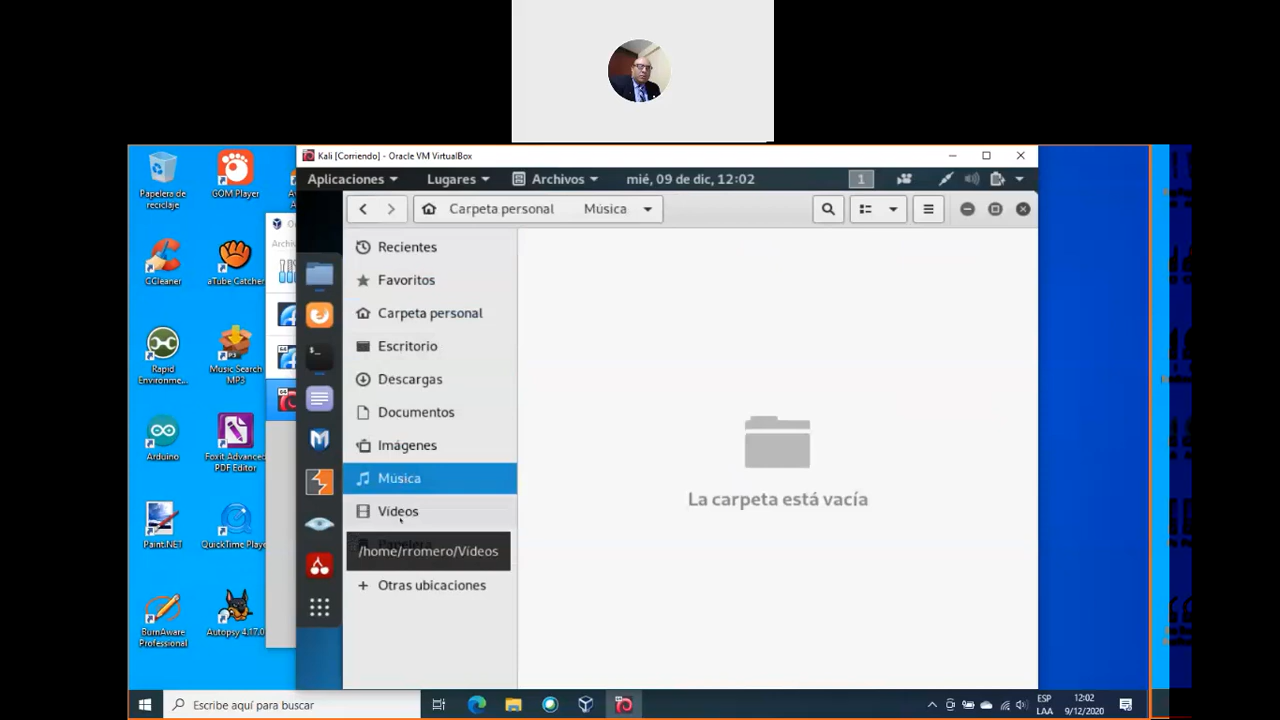 Kali [Corriendo] - Oracle VM VirtualBox
Aplicaciones
Lugares
Archivos
mié, 09 de dic, 12:02
1
Carpeta personal
Música
Recientes
Favoritos
Carpeta personal
Escritorio
Descargas
Documentos
Imágenes
Música
Vídeos
/home/rromero/Vídeos
Otras ubicaciones
La carpeta está vacía
Papelera de
reciclaje
GOM Player
CCleaner
aTube Catcher
Rapid
Environme...
Music Search
MP3
Arduino
Foxit Advanced
PDF Editor
Paint.NET
QuickTime Player
BurnAware
Professional
Autopsy 4.17.0
Escribe aquí para buscar
ESP
LAA
12:02
9/12/2020